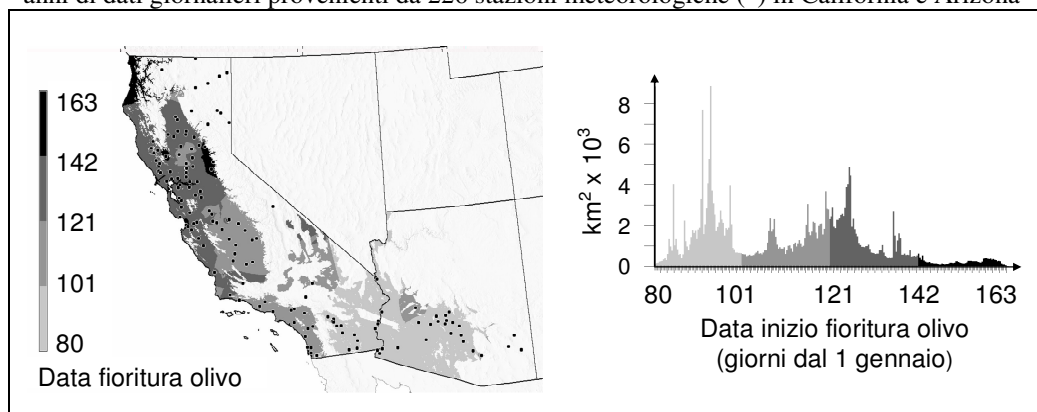 anni di dati giornalieri provenienti da 226 stazioni meteorologiche (•) in California e Arizona
163
142
121
101
80
Data fioritura olivo
km² x 10³
8
6
4
2
0
80 101 121 142 163
Data inizio fioritura olivo
(giorni dal 1 gennaio)